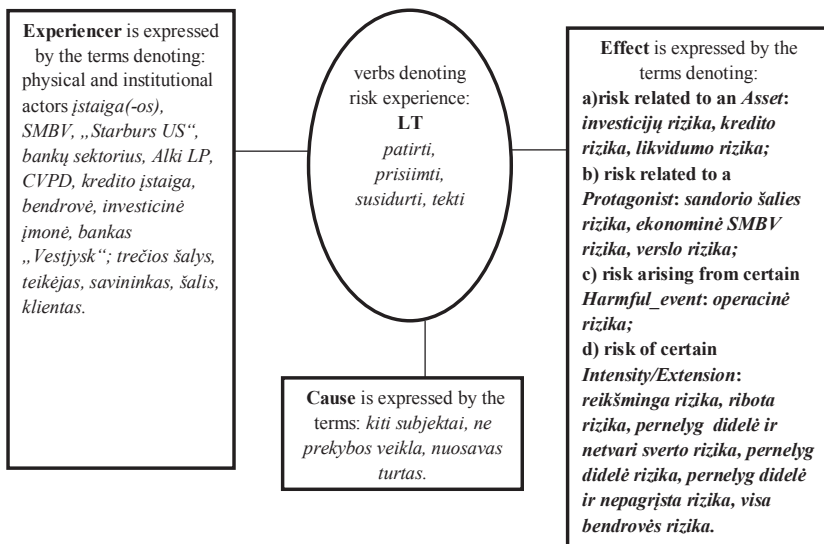 Experiencer is expressed
by the terms denoting:
physical and institutional
actors įstaiga(-os),
SMBV, „Starburs US“,
bankų sektorius, Alki LP,
CVPD, kredito įstaiga,
bendrovė, investicinė
įmonė, bankas
„Vestjysk“; trečios šalys,
teikėjas, savininkas, šalis,
klientas.
verbs denoting
risk experience:
LT
patirti,
prisiimti,
susidurti, tekti
Cause is expressed by the
terms: kiti subjektai, ne
prekybos veikla, nuosavas
turtas.
Effect is expressed by the
terms denoting:
a)risk related to an Asset:
investicijų rizika, kredito
rizika, likvidumo rizika;
b) risk related to a
Protagonist: sandorio šalies
rizika, ekonominė SMBV
rizika, verslo rizika;
c) risk arising from certain
Harmful_event: operacinė
rizika;
d) risk of certain
Intensity/Extension:
reikšminga rizika, ribota
rizika, pernelyg didelė ir
netvari sverto rizika, pernelyg
didelė rizika, pernelyg didelė
ir nepagrįsta rizika, visa
bendrovės rizika.